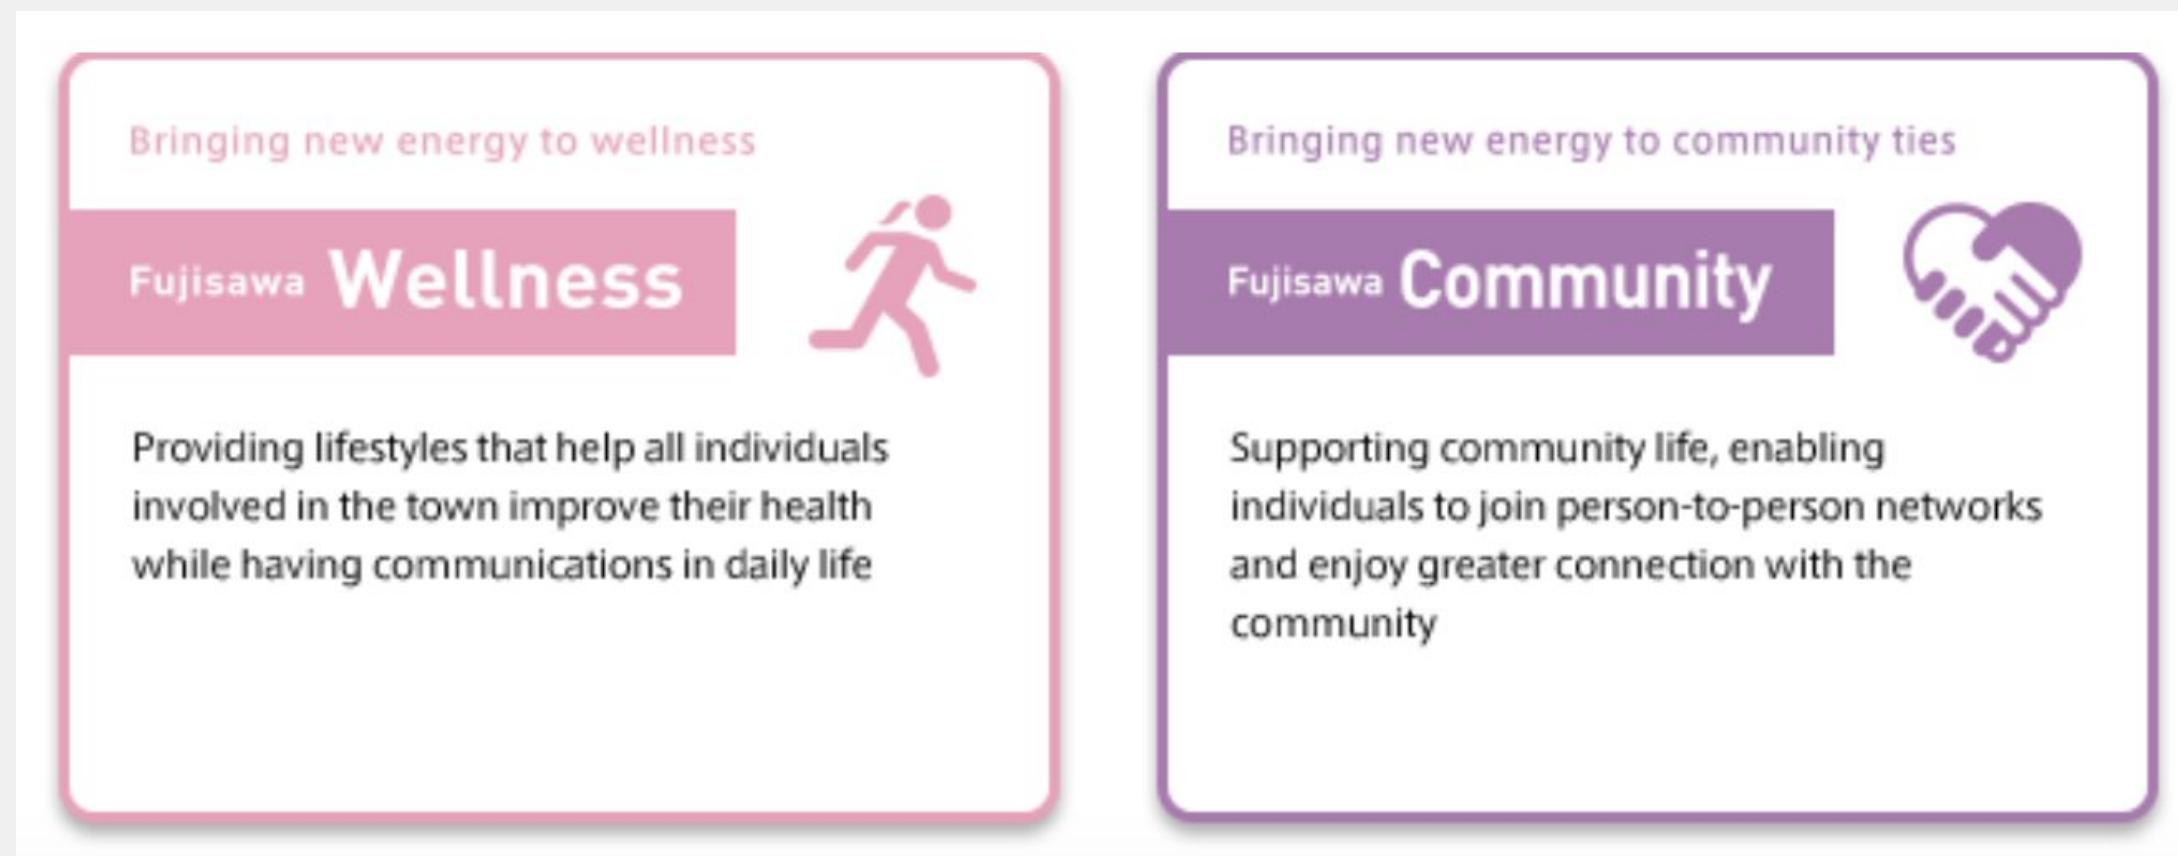 Bringing new energy to wellness
Fujisawa Wellness
Providing lifestyles that help all individuals
involved in the town improve their health
while having communications in daily life
Bringing new energy to community ties
Fujisawa Community
Supporting community life, enabling
individuals to join person-to-person networks
and enjoy greater connection with the
community